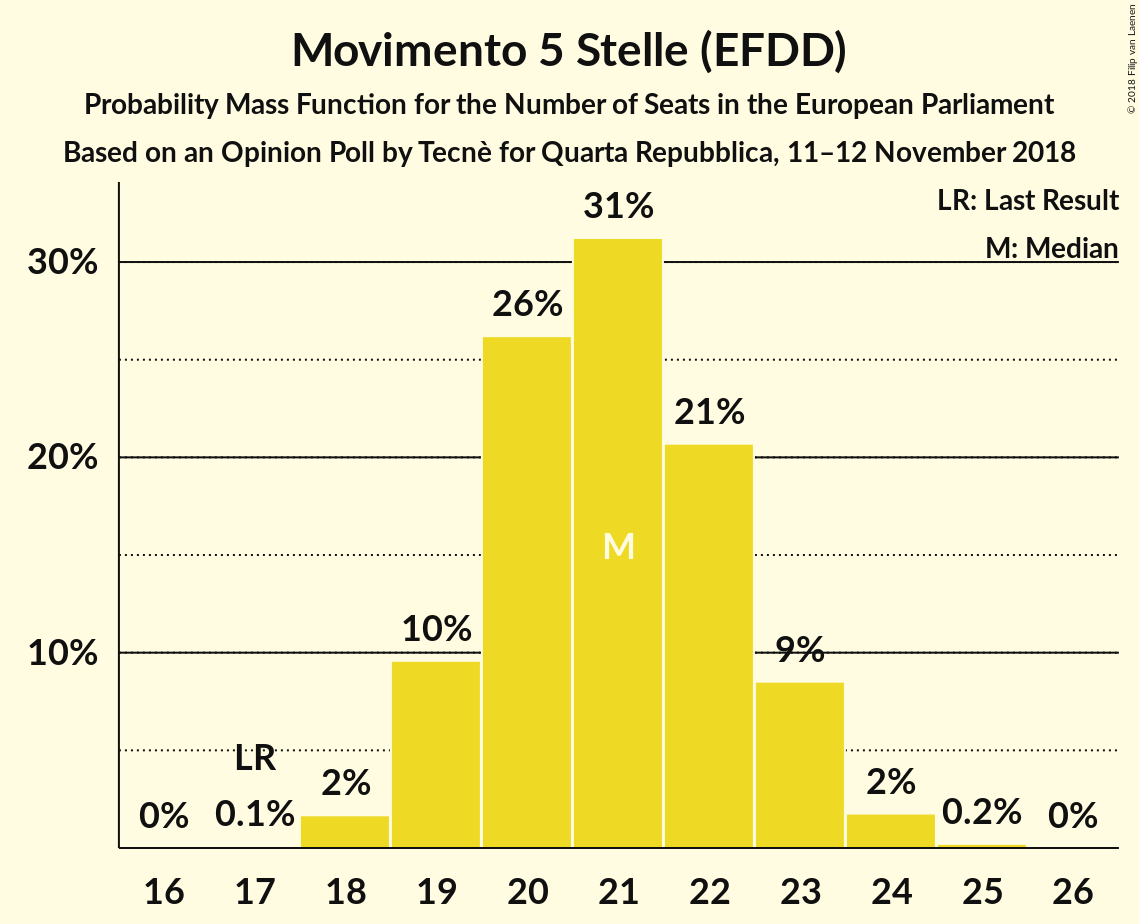 Movimento 5 Stelle (EFDD)
Probability Mass Function for the Number of Seats in the European Parliament
Based on an Opinion Poll by Tecnè for Quarta Repubblica, 11–12 November 2018
© 2018 Filip van Laenen
LR: Last Result
M: Median
30%
20%
10%
0%
LR
0.1%
2%
10%
26%
31%
M
21%
9%
2%
0.2%
0%
16 17 18 19 20 21 22 23 24 25 26